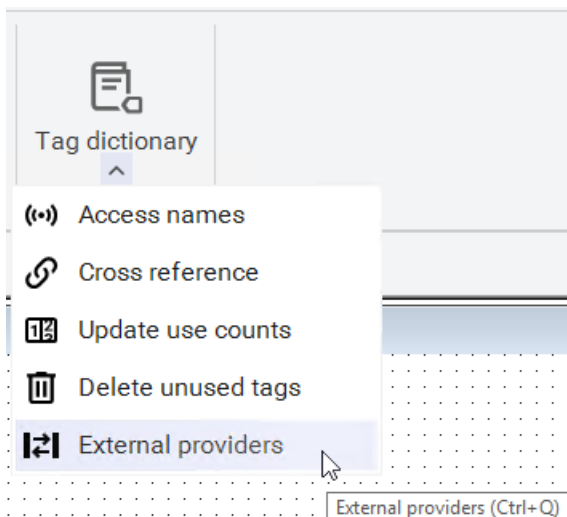 Tag dictionary
Access names
Cross reference
Update use counts
Delete unused tags
External providers
External providers (Ctrl+Q)